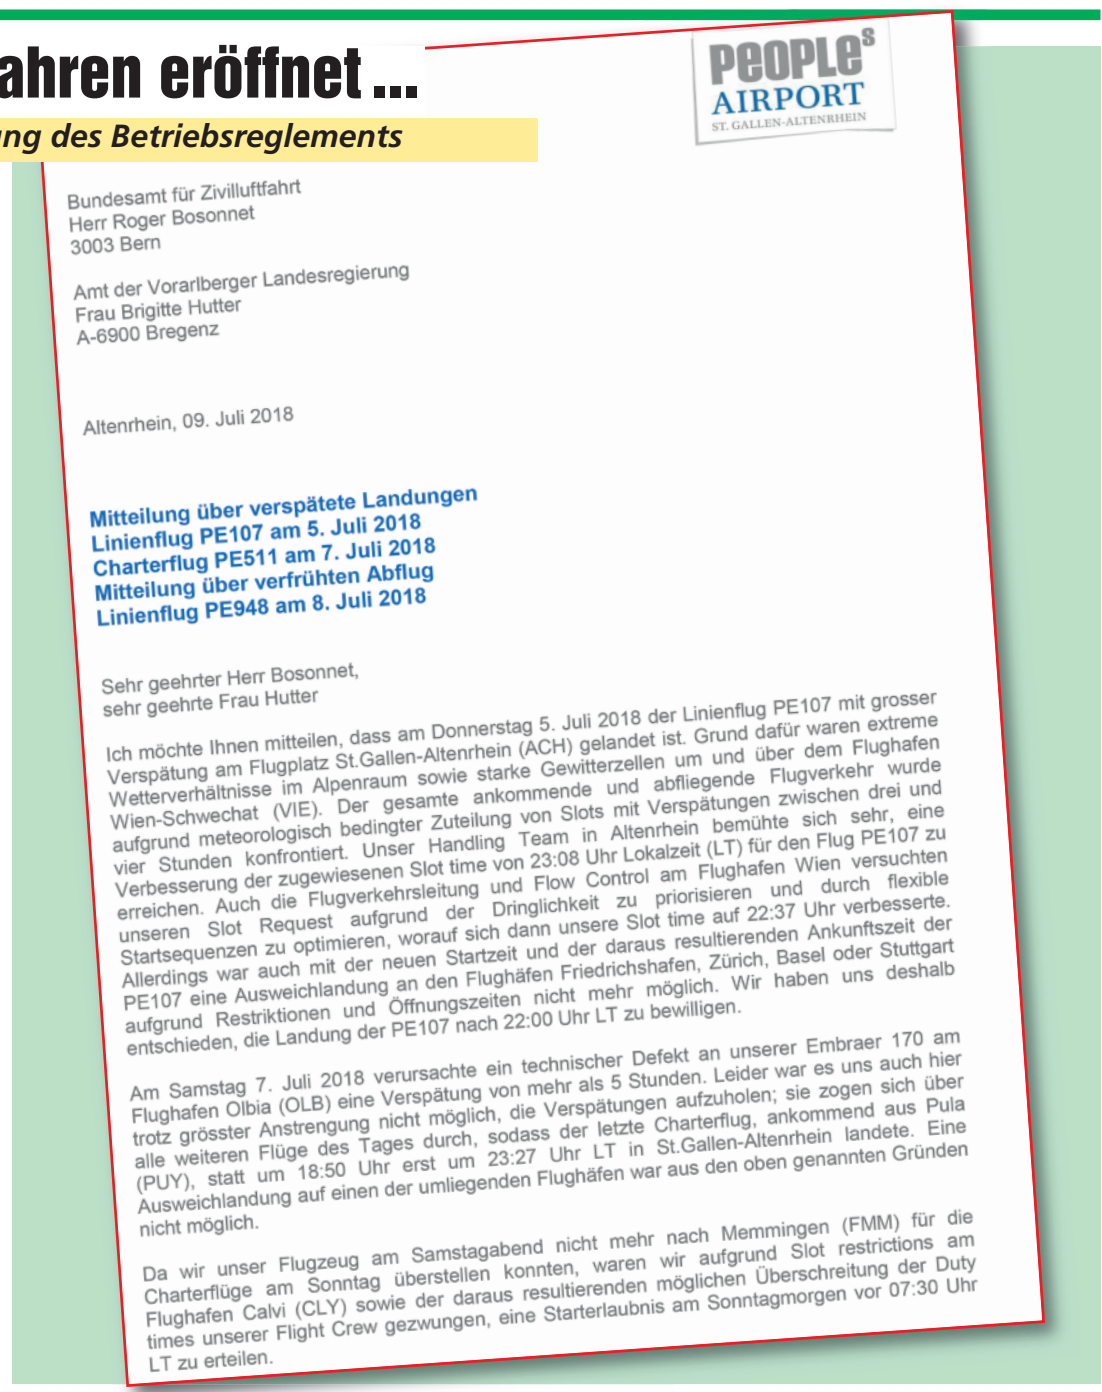 ahren eröffnet ...
ng des Betriebsreglements
PEOPLE'S
AIRPORT
ST. GALLEN-ALTENRHEIN
Bundesamt für Zivilluftfahrt
Herr Roger Bosonnet
3003 Bern
Amt der Vorarlberger Landesregierung
Frau Brigitte Hutter
A-6900 Bregenz
Altenrhein, 09. Juli 2018
Mitteilung über verspätete Landungen
Linienflug PE107 am 5. Juli 2018
Charterflug PE511 am 7. Juli 2018
Mitteilung über verfrühten Abflug
Linienflug PE948 am 8. Juli 2018
Sehr geehrter Herr Bosonnet,
sehr geehrte Frau Hutter
Ich möchte Ihnen mitteilen, dass am Donnerstag 5. Juli 2018 der Linienflug PE107 mit grosser
Verspätung am Flugplatz St.Gallen-Altenrhein (ACH) gelandet ist. Grund dafür waren extreme
Wetterverhältnisse im Alpenraum sowie starke Gewitterzellen um und über dem Flughafen
Wien-Schwechat (VIE). Der gesamte ankommende und abfliegende Flugverkehr wurde
aufgrund meteorologisch bedingter Zuteilung von Slots mit Verspätungen zwischen drei und
vier Stunden konfrontiert. Unser Handling Team in Altenrhein bemühte sich sehr, eine
Verbesserung der zugewiesenen Slot time von 23:08 Uhr Lokalzeit (LT) für den Flug PE107 zu
erreichen. Auch die Flugverkehrsleitung und Flow Control am Flughafen Wien versuchten
unseren Slot Request aufgrund der Dringlichkeit zu priorisieren und durch flexible
Startsequenzen zu optimieren, worauf sich dann unsere Slot time auf 22:37 Uhr verbesserte.
Allerdings war auch mit der neuen Startzeit und der daraus resultierenden Ankunftszeit der
PE107 eine Ausweichlandung an den Flughäfen Friedrichshafen, Zürich, Basel oder Stuttgart
aufgrund Restriktionen und Öffnungszeiten nicht mehr möglich. Wir haben uns deshalb
entschieden, die Landung der PE107 nach 22:00 Uhr LT zu bewilligen.
Am Samstag 7. Juli 2018 verursachte ein technischer Defekt an unserer Embraer 170 am
Flughafen Olbia (OLB) eine Verspätung von mehr als 5 Stunden. Leider war es uns auch hier
trotz grösster Anstrengung nicht möglich, die Verspätungen aufzuholen; sie zogen sich über
alle weiteren Flüge des Tages durch, sodass der letzte Charterflug, ankommend aus Pula
(PUY), statt um 18:50 Uhr erst um 23:27 Uhr LT in St.Gallen-Altenrhein landete. Eine
Ausweichlandung auf einen der umliegenden Flughäfen war aus den oben genannten Gründen
nicht möglich.
Da wir unser Flugzeug am Samstagabend nicht mehr nach Memmingen (FMM) für die
Charterflüge am Sonntag überstellen konnten, waren wir aufgrund Slot restrictions am
Flughafen Calvi (CLY) sowie der daraus resultierenden möglichen Überschreitung der Duty
times unserer Flight Crew gezwungen, eine Starterlaubnis am Sonntagmorgen vor 07:30 Uhr
LT zu erteilen.